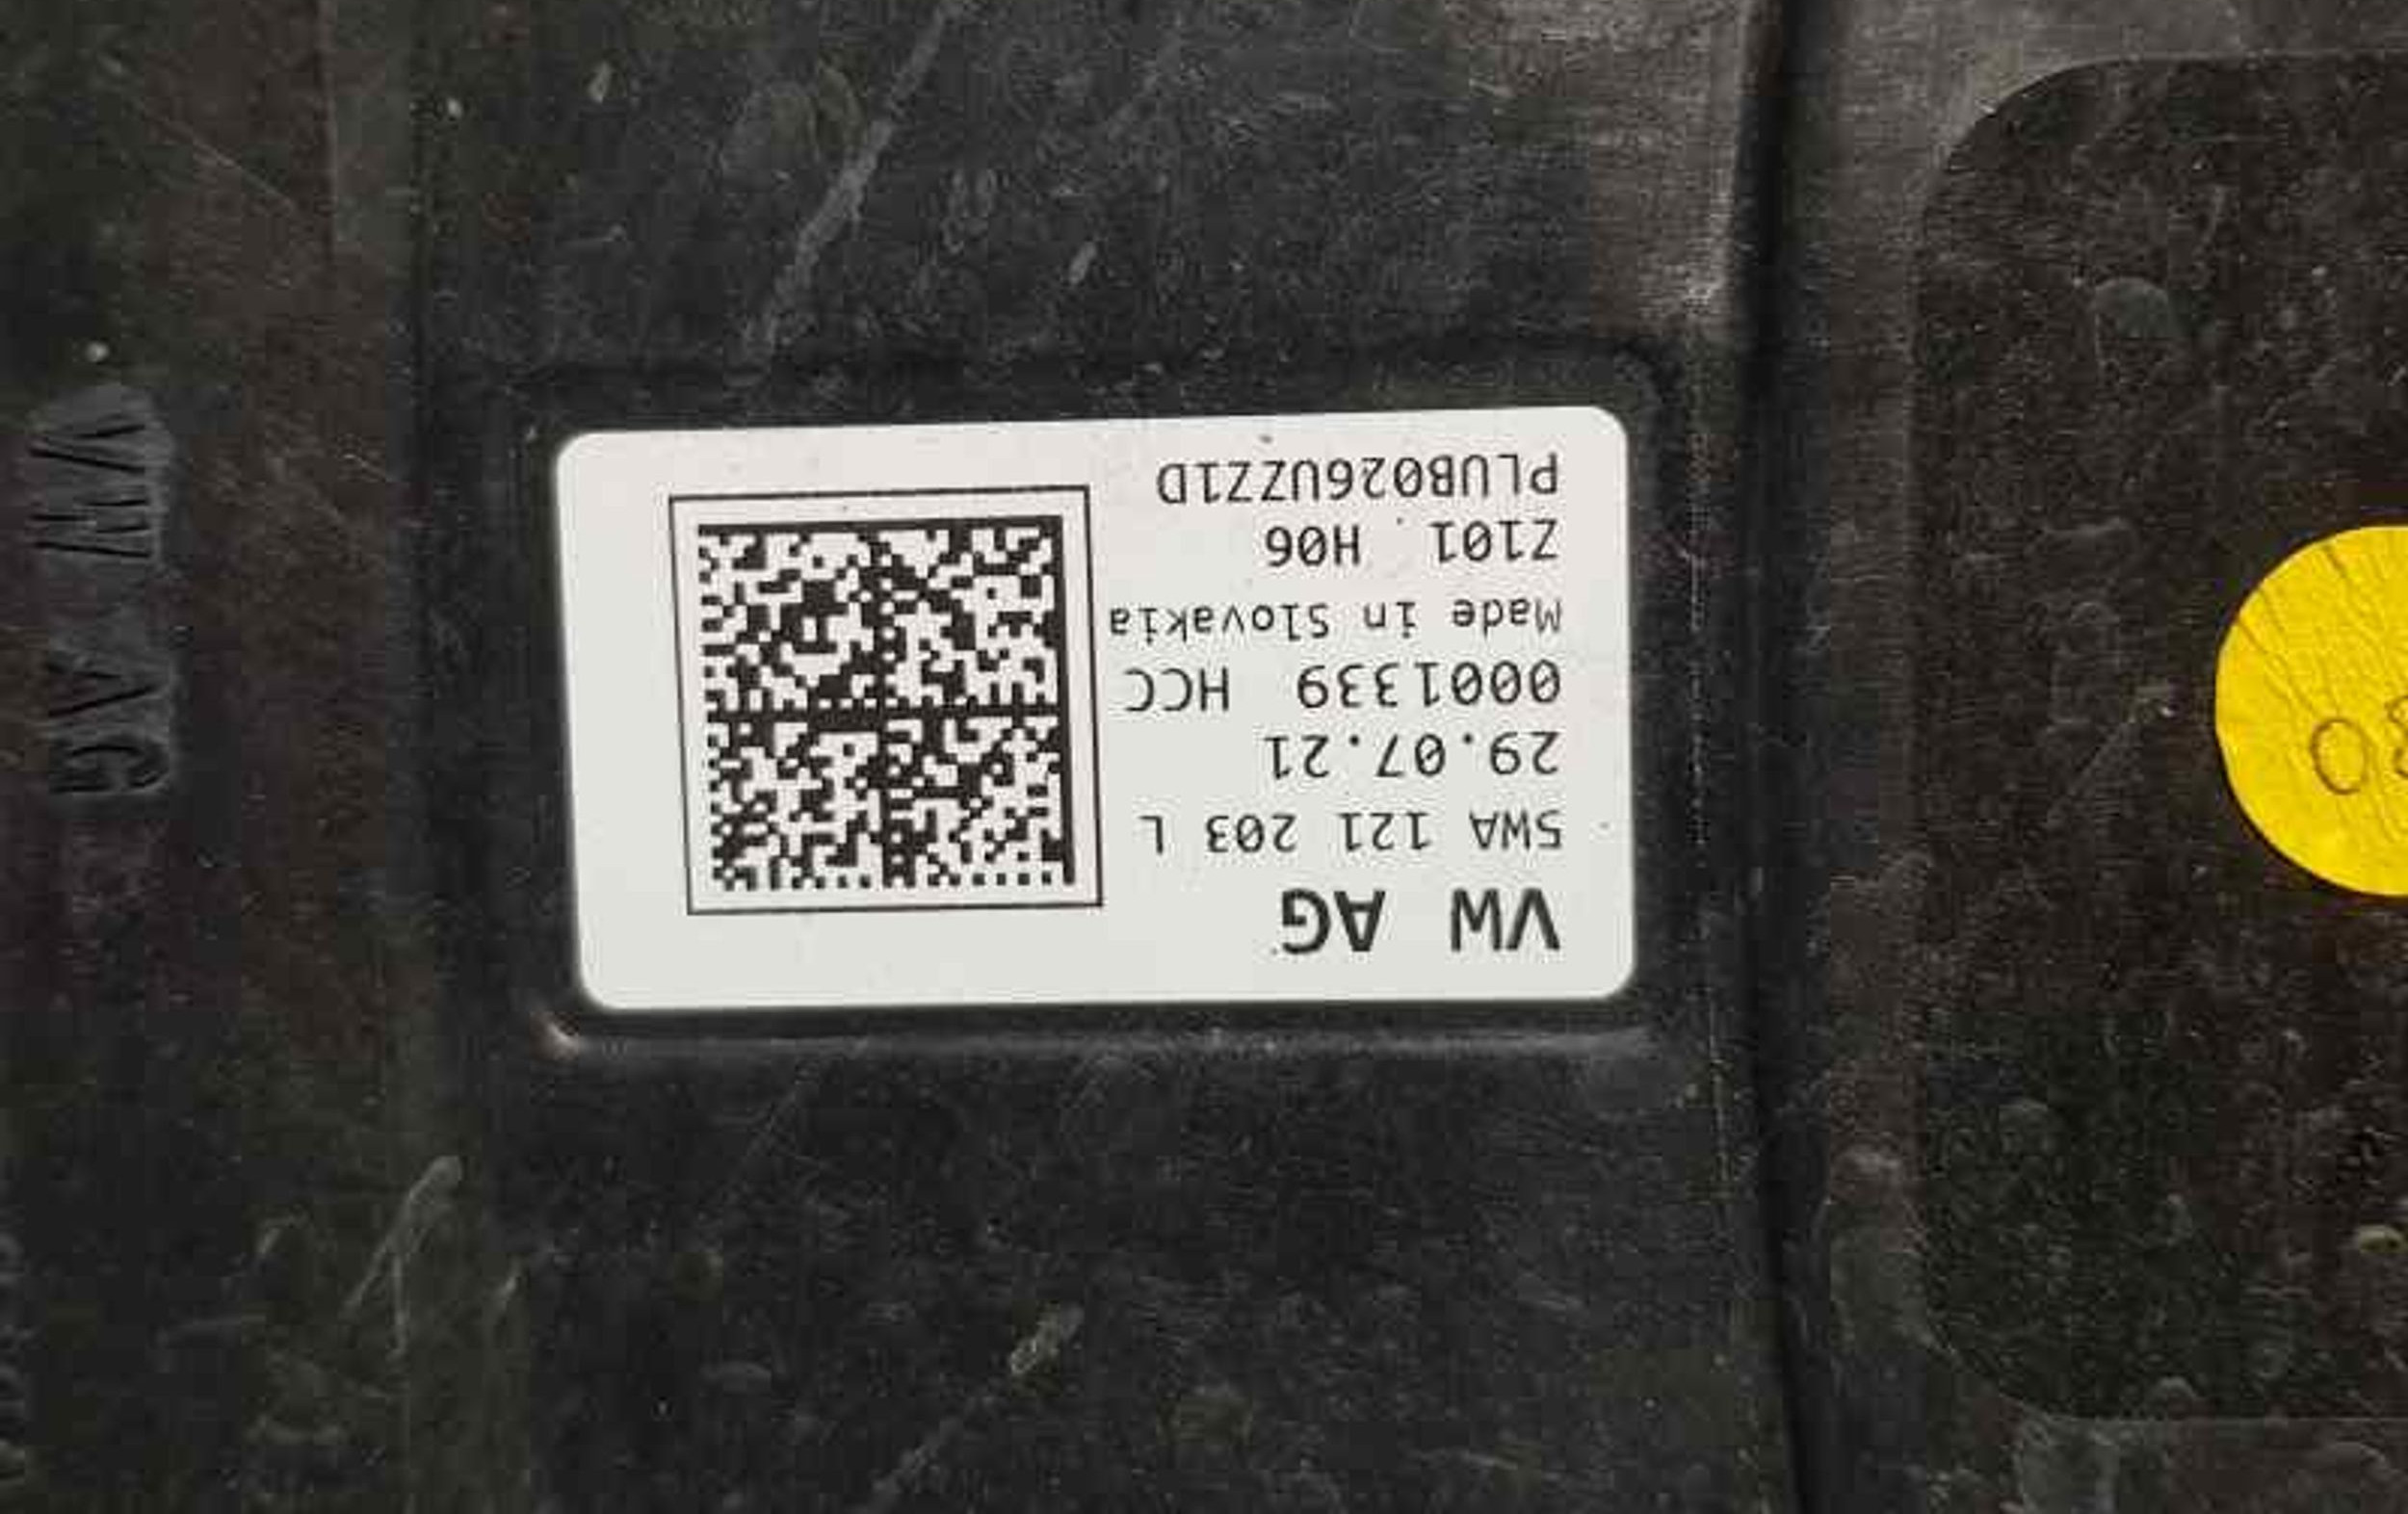 VW AG
5WA 121 203 L
29.07.21
0001339 HCC
Made in Slovakia
Z101 H06
PLUB026UZZ1D
VW AG